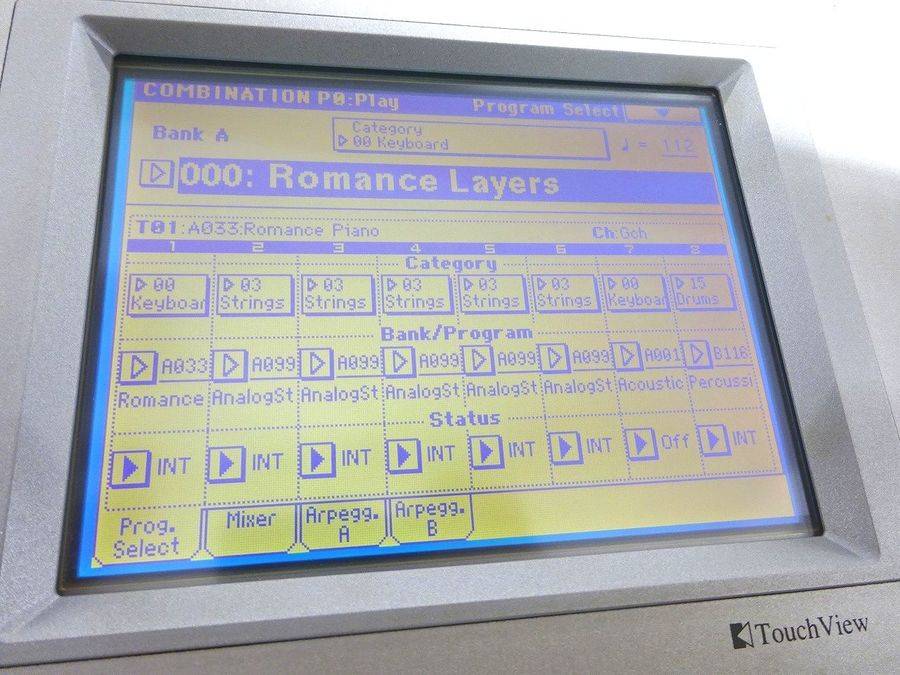 COMBINATION P0:Play Program Select
Bank A
Category
00 Keyboard
♩ = 112
000: Romance Layers
T01:A033:Romance Piano Ch:Gch
1 2 3 4 5 6 7 8
Category
00 03 03 03 03 03 00 15
Keyboar Strings Strings Strings Strings Strings Keyboar Drums
Bank/Program
A033 A099 A099 A099 A099 A099 A001 B116
Romance AnalogSt AnalogSt AnalogSt AnalogSt AnalogSt Acoustic Percussi
Status
INT INT INT INT INT INT Off INT
Prog. Mixer Arpegg. Arpegg.
Select A B
TouchView